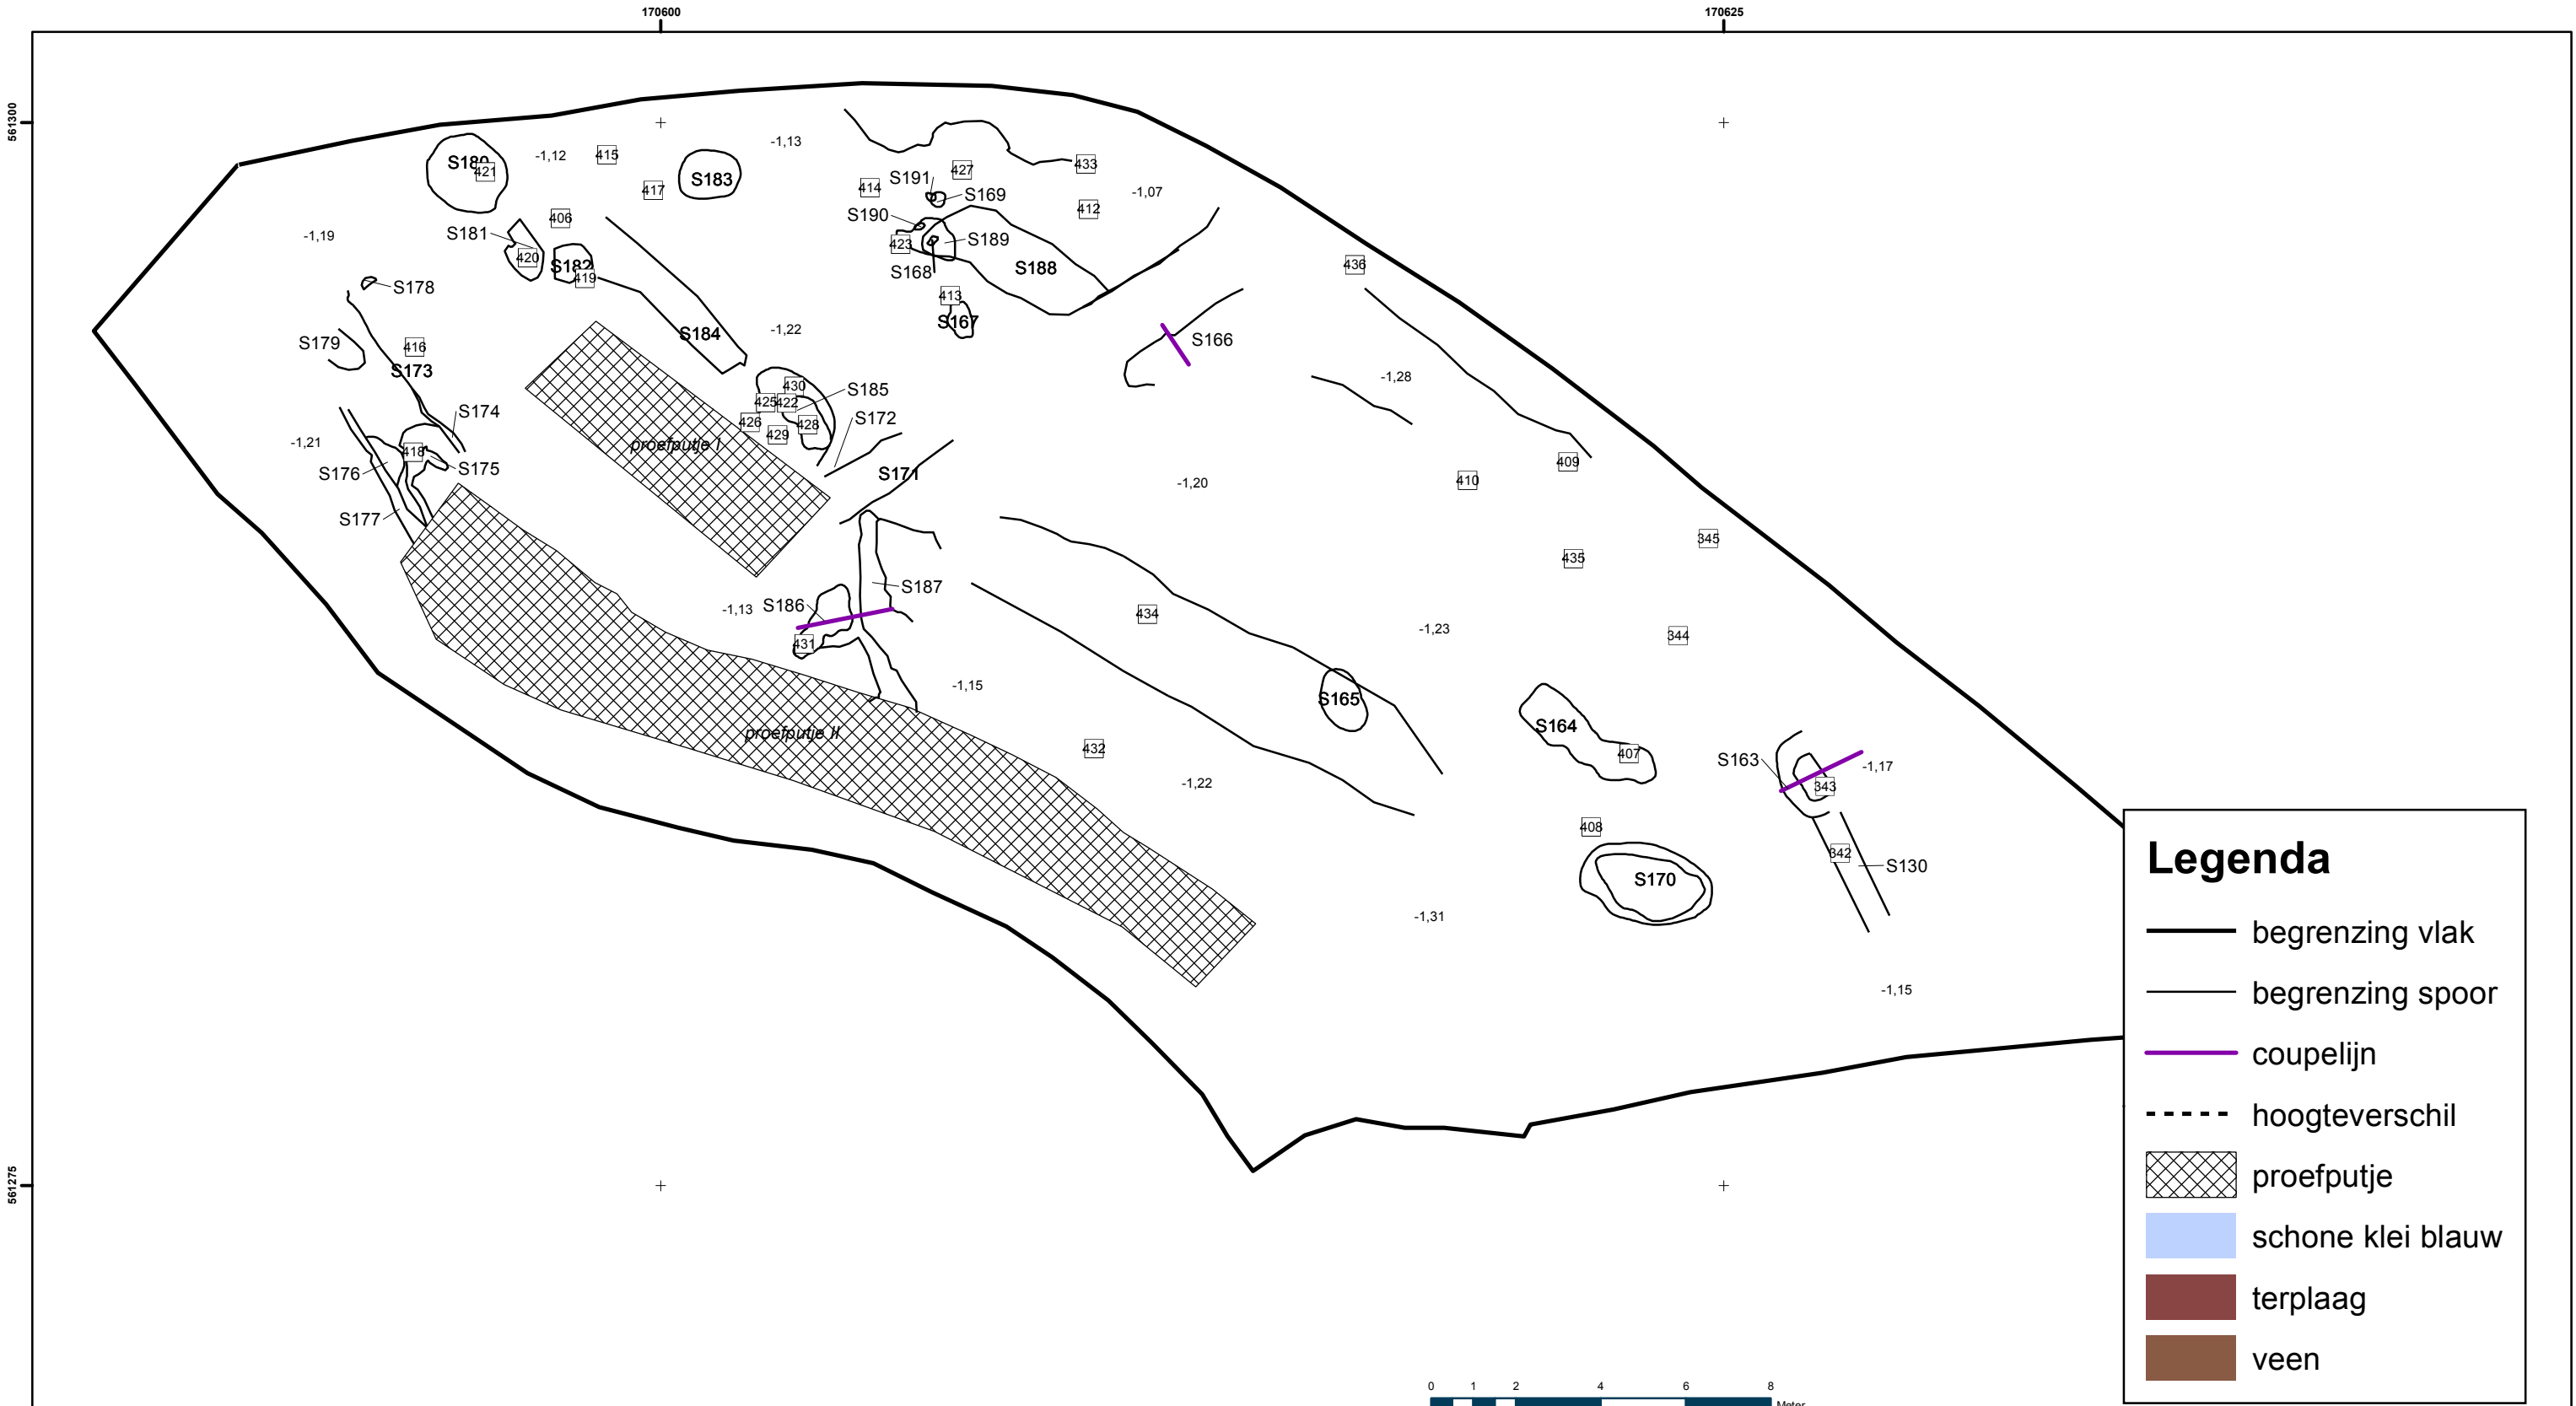 170600
170625
561300
-1,13
-1,12
415
S180
421
417
S183
414
S191
427
433
S169
-1,07
412
406
S190
-1,19
S181
423
S189
420
S182
419
S168
S188
436
S178
413
S167
S184
-1,22
S166
S179
416
S173
-1,28
430
S185
425
422
S174
426
428
S172
429
-1,21
proefputje I
418
S175
S176
S171
409
410
-1,20
S177
345
435
S187
-1,13
S186
434
-1,23
344
431
-1,15
S165
S164
proefputje II
432
407
S163
-1,17
-1,22
343
408
342
S130
S170
-1,31
-1,15
561275
Legenda
begrenzing vlak
begrenzing spoor
coupelijn
hoogteverschil
proefputje
schone klei blauw
terplaag
veen
0 1 2 4 6 8
Meter